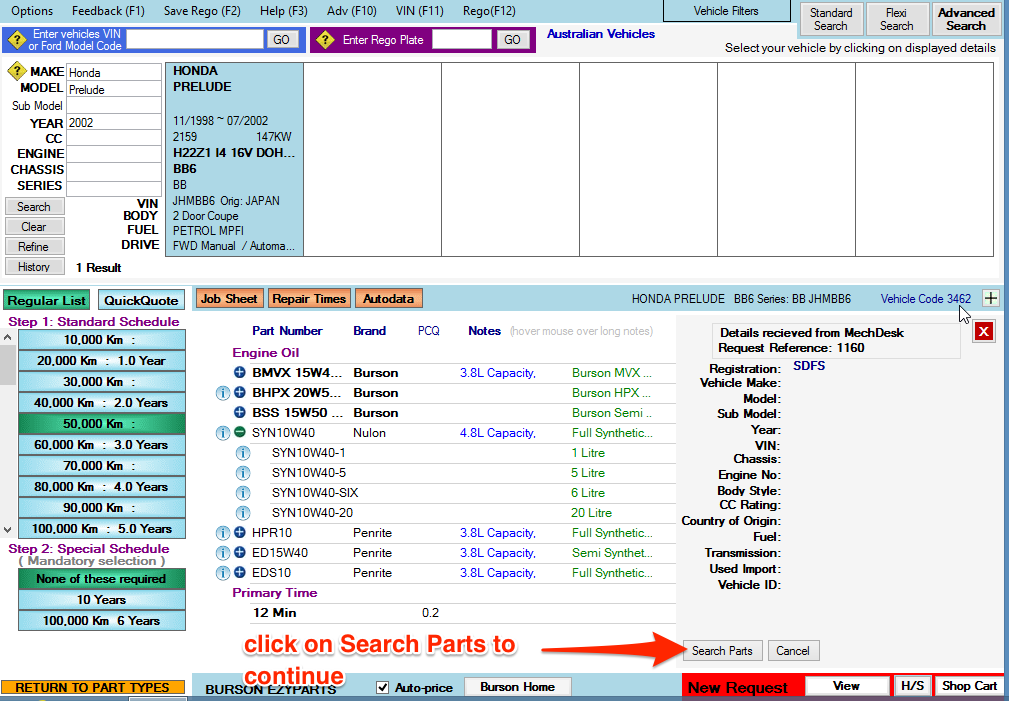 Options Feedback (F1) Save Rego (F2) Help (F3) Adv (F10) VIN (F11) Rego(F12)
Vehicle Filters
Standard Search
Flexi Search
Advanced Search
? Enter vehicles VIN
or Ford Model Code
GO
? Enter Rego Plate
GO
Australian Vehicles
Select your vehicle by clicking on displayed details
? MAKE Honda
MODEL Prelude
Sub Model
YEAR 2002
CC
ENGINE
CHASSIS
SERIES
Search
Clear
Refine
History
VIN
BODY
FUEL
DRIVE
1 Result
HONDA
PRELUDE
11/1998 ~ 07/2002
2159 147KW
H22Z1 I4 16V DOH...
BB6
BB
JHMBB6 Orig: JAPAN
2 Door Coupe
PETROL MPFI
FWD Manual / Automa...
Regular List QuickQuote
Job Sheet Repair Times Autodata
HONDA PRELUDE BB6 Series: BB JHMBB6 Vehicle Code 3462 +
Step 1: Standard Schedule
10,000 Km :
20,000 Km : 1.0 Year
30,000 Km :
40,000 Km : 2.0 Years
50,000 Km :
60,000 Km : 3.0 Years
70,000 Km :
80,000 Km : 4.0 Years
90,000 Km :
100,000 Km : 5.0 Years
Step 2: Special Schedule
( Mandatory selection )
None of these required
10 Years
100,000 Km 6 Years
RETURN TO PART TYPES
Part Number Brand PCQ Notes (hover mouse over long notes)
Engine Oil
BMVX 15W4... Burson 3.8L Capacity, Burson MVX ...
BHPX 20W5... Burson Burson HPX ...
BSS 15W50 ... Burson Burson Semi ..
SYN10W40 Nulon 4.8L Capacity, Full Synthetic...
SYN10W40-1 1 Litre
SYN10W40-5 5 Litre
SYN10W40-SIX 6 Litre
SYN10W40-20 20 Litre
HPR10 Penrite 3.8L Capacity, Full Synthetic...
ED15W40 Penrite 3.8L Capacity, Semi Synthet...
EDS10 Penrite 3.8L Capacity, Full Synthetic...
Primary Time
12 Min 0.2
click on Search Parts to
continue
Details recieved from MechDesk
Request Reference: 1160
X
Registration: SDFS
Vehicle Make:
Model:
Sub Model:
Year:
VIN:
Chassis:
Engine No:
Body Style:
CC Rating:
Country of Origin:
Fuel:
Transmission:
Used Import:
Vehicle ID:
Search Parts Cancel
BURSON EZYPARTS Auto-price Burson Home
New Request View H/S Shop Cart